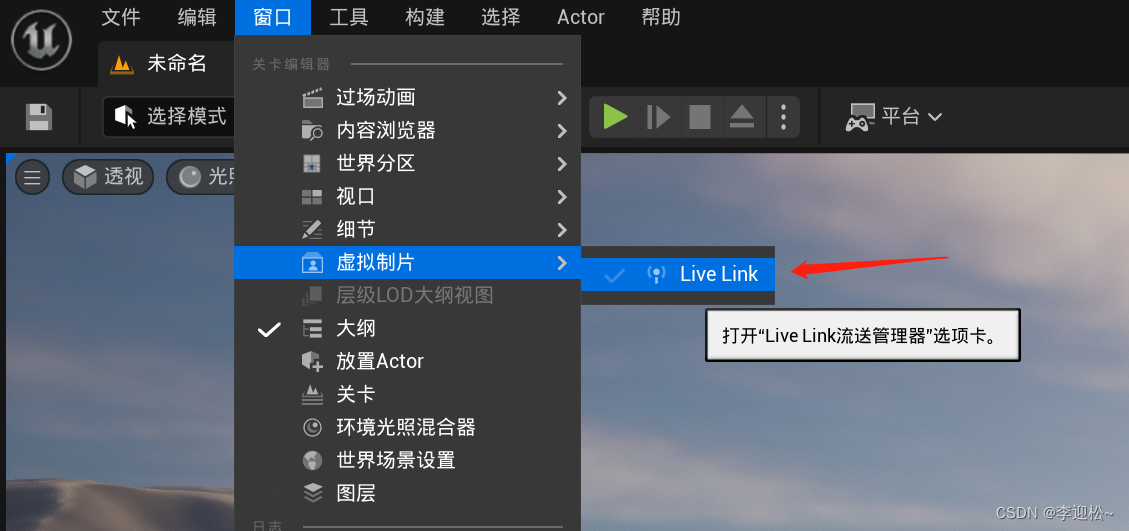 文件 编辑 窗口 工具 构建 选择 Actor 帮助
未命名
关卡编辑器
选择模式
平台
透视
过场动画
内容浏览器
世界分区
视口
细节
虚拟制片
Live Link
层级LOD大纲视图
打开“Live Link流送管理器”选项卡。
大纲
放置Actor
关卡
环境光照混合器
世界场景设置
图层
日志
CSDN @李迎松~